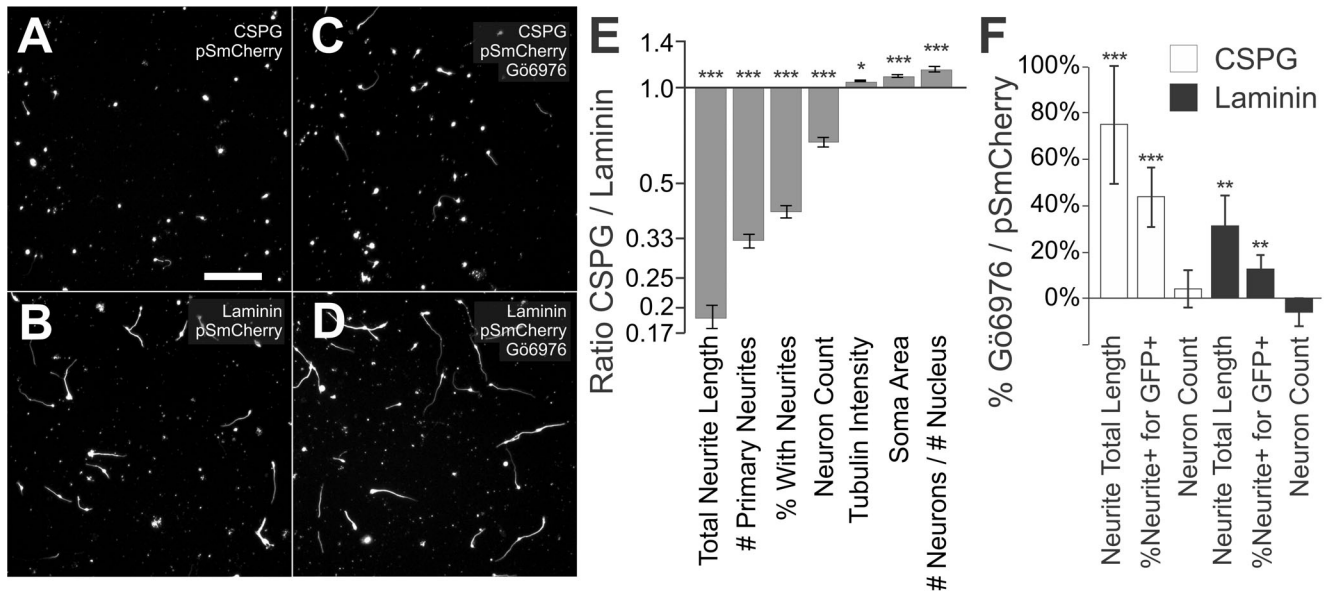 A
CSPG
pSmCherry
C
CSPG
pSmCherry
Gö6976
B
Laminin
pSmCherry
D
Laminin
pSmCherry
Gö6976
E
Ratio CSPG / Laminin
1.4
1.0
0.5
0.33
0.25
0.2
0.17
*** *** *** *** * *** ***
Total Neurite Length
# Primary Neurites
% With Neurites
Neuron Count
Tubulin Intensity
Soma Area
# Neurons / # Nucleus
F
% Gö6976 / pSmCherry
100%
80%
60%
40%
20%
0%
CSPG
Laminin
*** *** ** **
Neurite Total Length
%Neurite+ for GFP+
Neuron Count
Neurite Total Length
%Neurite+ for GFP+
Neuron Count